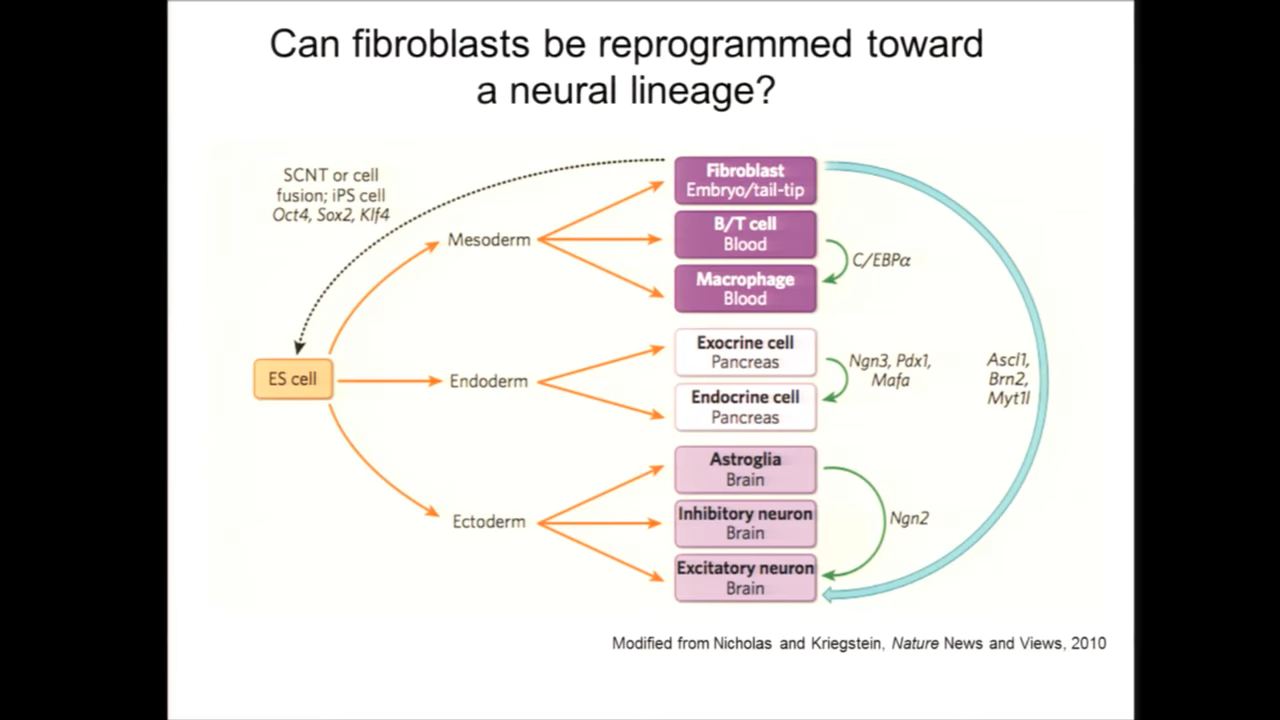 Can fibroblasts be reprogrammed toward
a neural lineage?
SCNT or cell
fusion; iPS cell
Oct4, Sox2, Klf4
Mesoderm
ES cell
Endoderm
Ectoderm
Fibroblast
Embryo/tail-tip
B/T cell
Blood
Macrophage
Blood
C/EBPα
Exocrine cell
Pancreas
Endocrine cell
Pancreas
Ngn3, Pdx1,
Mafa
Ascl1,
Brn2,
Myt1l
Astroglia
Brain
Inhibitory neuron
Brain
Excitatory neuron
Brain
Ngn2
Modified from Nicholas and Kriegstein, Nature News and Views, 2010